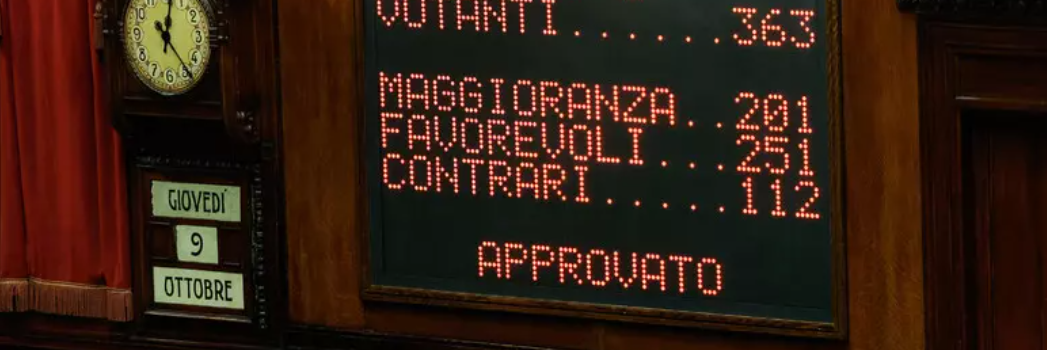 VOTANTI.......363
MAGGIORANZA..201
FAVOREVOLI...251
CONTRARI.....112
APPROVATO
GIOVEDÌ
9
OTTOBRE